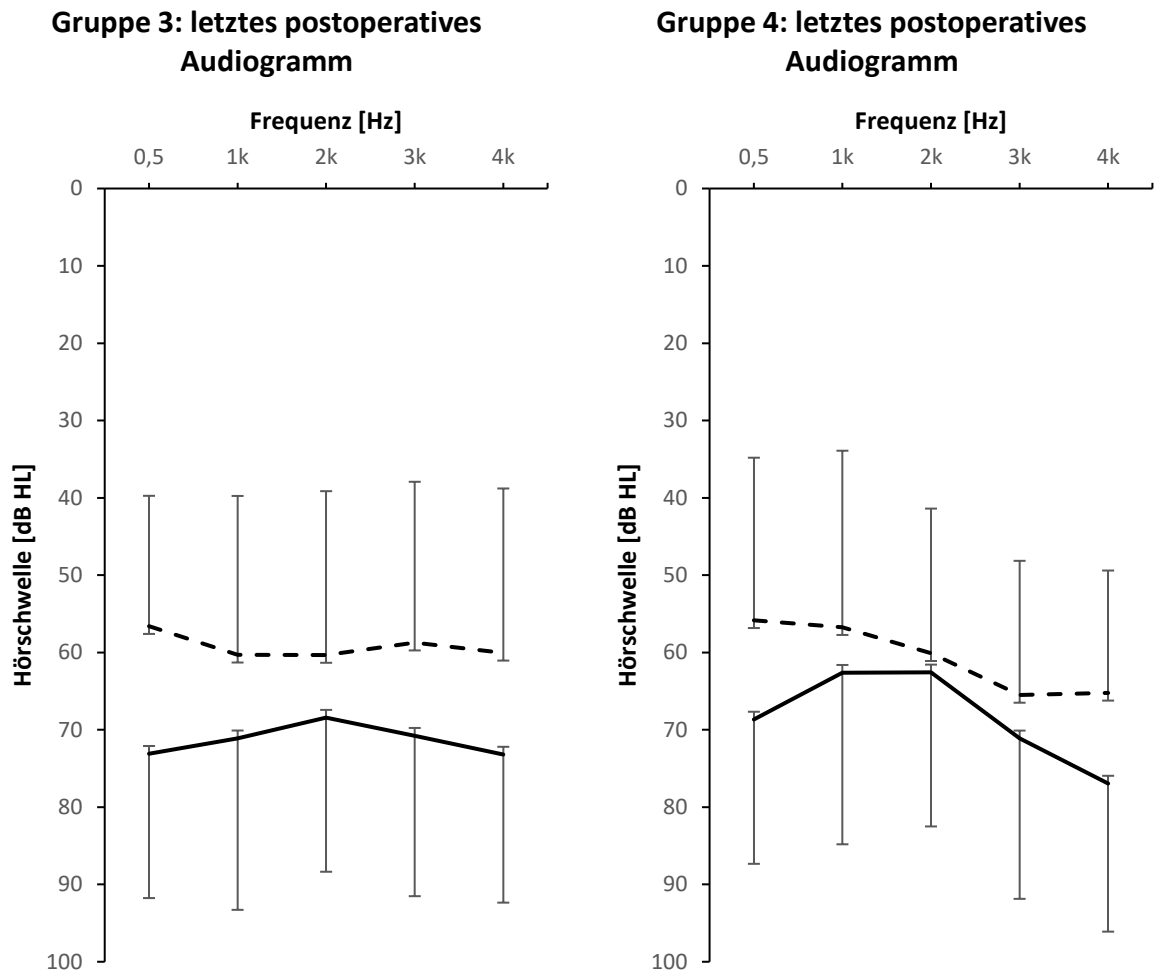 Gruppe 3: letztes postoperatives
Audiogramm
Frequenz [Hz]
0,5 1k 2k 3k 4k
0
10
20
30
40
50
60
70
80
90
100
Hörschwelle [dB HL]
Gruppe 4: letztes postoperatives
Audiogramm
Frequenz [Hz]
0,5 1k 2k 3k 4k
0
10
20
30
40
50
60
70
80
90
100
Hörschwelle [dB HL]